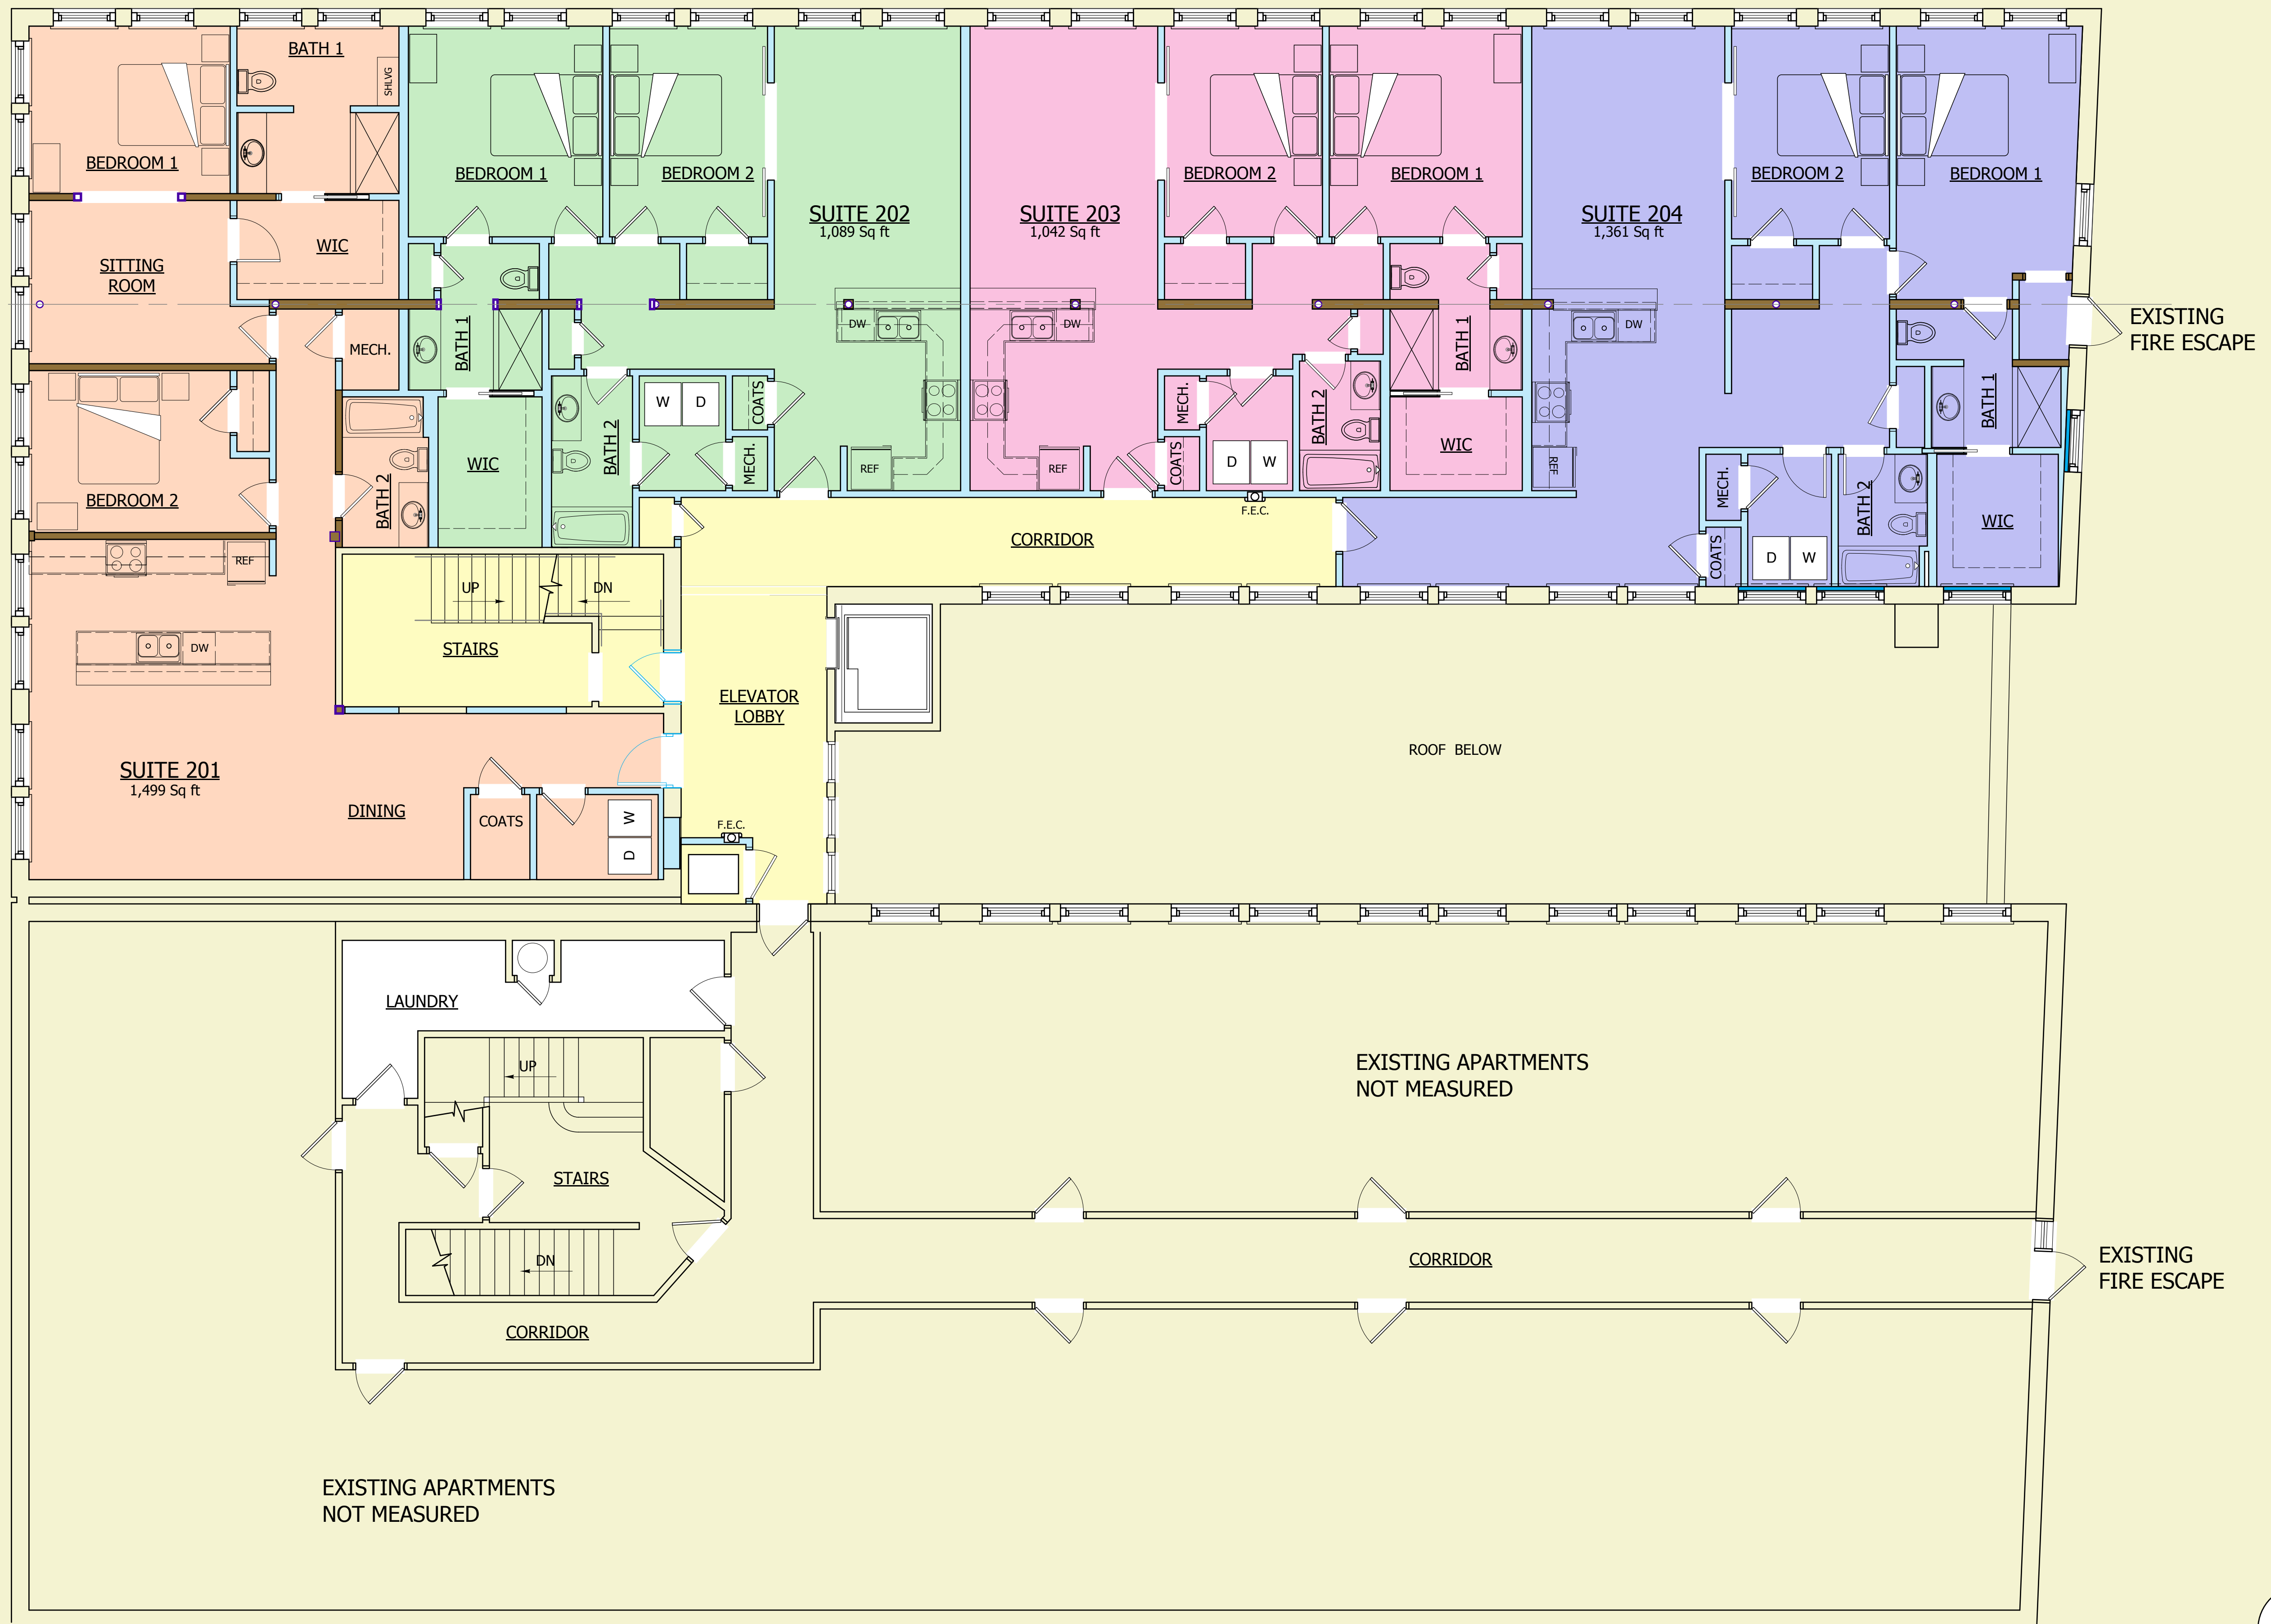 BATH 1
SHLVG
BEDROOM 1
BEDROOM 1
BEDROOM 2
BEDROOM 2
BEDROOM 1
BEDROOM 2
BEDROOM 1
SUITE 202
1,089 Sq ft
SUITE 203
1,042 Sq ft
SUITE 204
1,361 Sq ft
WIC
SITTING
ROOM
EXISTING
FIRE ESCAPE
MECH.
BATH 1
DW
DW
BATH 1
DW
BATH 1
W
D
COATS
MECH.
BATH 2
BATH 2
WIC
WIC
BEDROOM 2
BATH 2
MECH.
COATS
REF
REF
D
W
REF
MECH.
BATH 2
WIC
F.E.C.
CORRIDOR
COATS
D
W
REF
UP
DN
STAIRS
DW
ELEVATOR
LOBBY
ROOF BELOW
SUITE 201
1,499 Sq ft
DINING
COATS
W
D
F.E.C.
LAUNDRY
UP
EXISTING APARTMENTS
NOT MEASURED
STAIRS
DN
CORRIDOR
EXISTING
FIRE ESCAPE
CORRIDOR
EXISTING APARTMENTS
NOT MEASURED